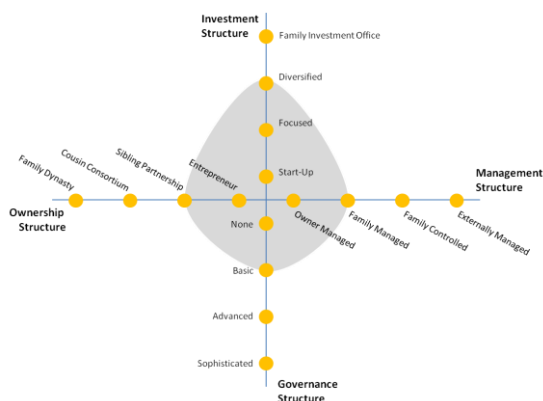 Investment
Structure
Family Investment Office
Diversified
Focused
Start-Up
Family Dynasty
Cousin Consortium
Sibling Partnership
Entrepreneur
Management
Structure
Ownership
Structure
Owner Managed
Family Managed
Family Controlled
Externally Managed
None
Basic
Advanced
Sophisticated
Governance
Structure